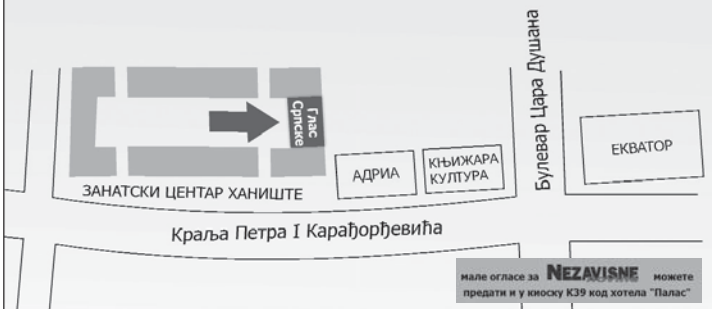 Булевар Цара Душана
Глас
Српске
ЕКВАТОР
АДРИА
КЊИЖАРА
КУЛТУРА
ЗАНАТСКИ ЦЕНТАР ХАНИШТЕ
Краља Петра I Карађорђевића
мале огласе за NEZAVISNE можете
предати и у киоску К39 код хотела "Палас"